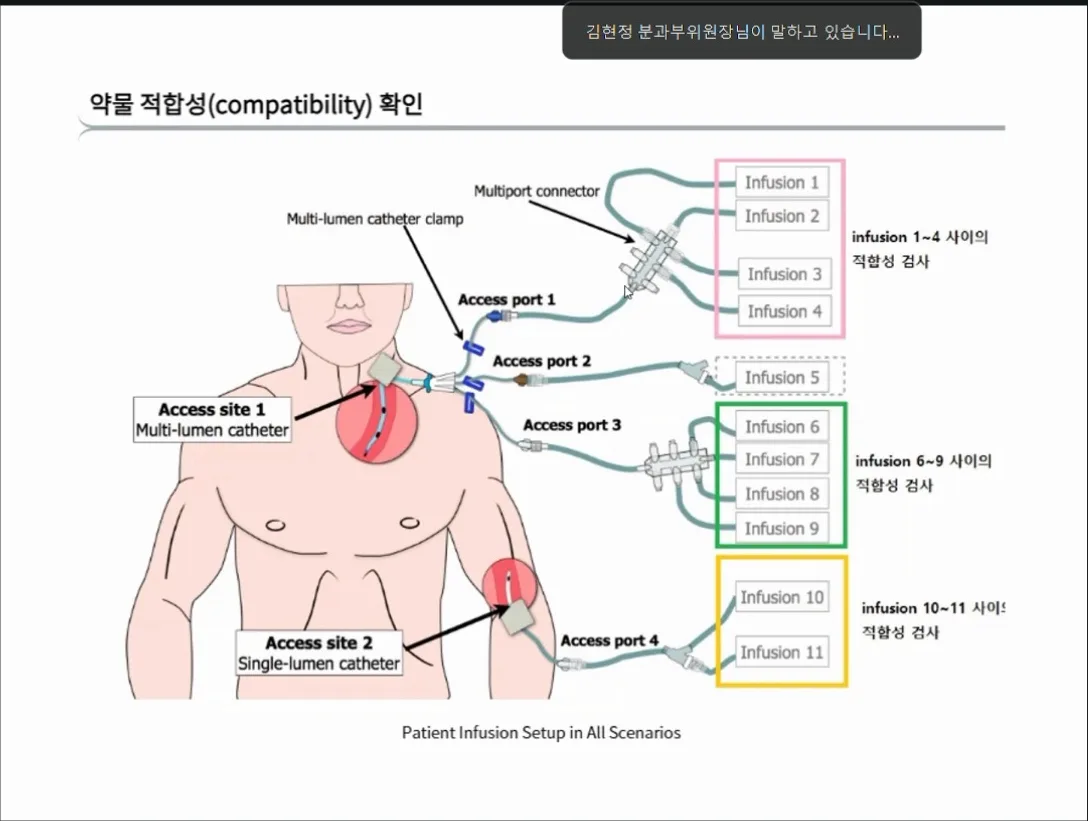 김현정 분과부위원장님이 말하고 있습니다...
약물 적합성(compatibility) 확인
Multiport connector
Multi-lumen catheter clamp
Infusion 1
Infusion 2
infusion 1~4 사이의
적합성 검사
Infusion 3
Infusion 4
Access port 1
Access port 2
Infusion 5
Access site 1
Multi-lumen catheter
Access port 3
Infusion 6
Infusion 7
infusion 6~9 사이의
적합성 검사
Infusion 8
Infusion 9
Infusion 10
infusion 10~11 사이
적합성 검사
Access site 2
Single-lumen catheter
Access port 4
Infusion 11
Patient Infusion Setup in All Scenarios